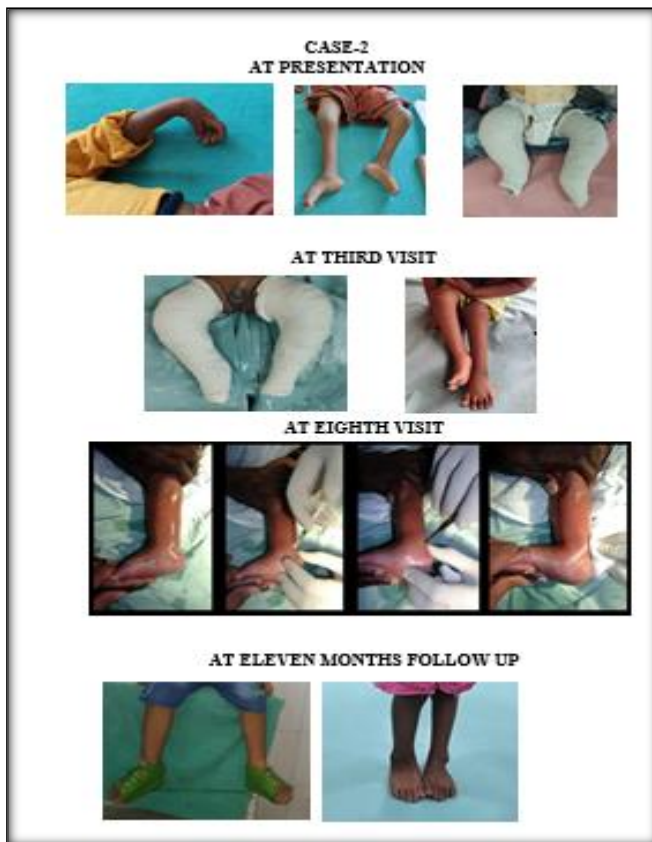 CASE-2
AT PRESENTATION
AT THIRD VISIT
AT EIGHTH VISIT
AT ELEVEN MONTHS FOLLOW UP